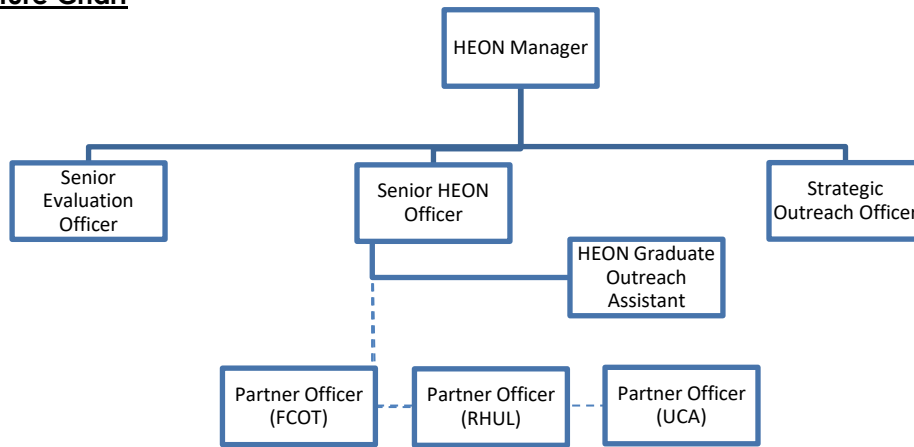 Chart
HEON Manager
Senior
Evaluation
Officer
Senior HEON
Officer
Strategic
Outreach Officer
HEON Graduate
Outreach
Assistant
Partner Officer
(FCOT)
Partner Officer
(RHUL)
Partner Officer
(UCA)